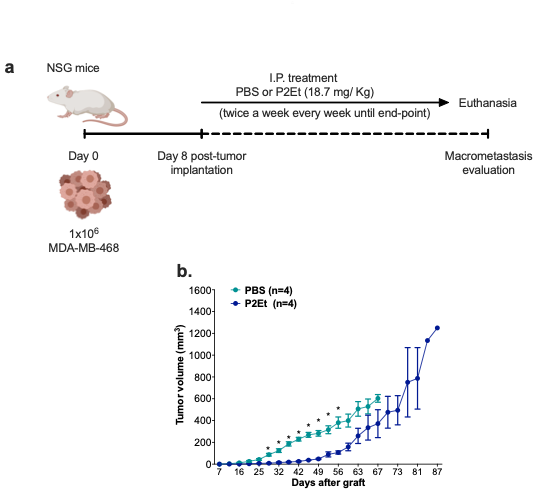 a
NSG mice
I.P. treatment
PBS or P2Et (18.7 mg/ Kg)
(twice a week every week until end-point)
Euthanasia
Day 0
Day 8 post-tumor
implantation
Macrometastasis
evaluation
1x10⁶
MDA-MB-468
b.
PBS (n=4)
P2Et (n=4)
Tumor volume (mm³)
1600
1400
1200
1000
800
600
400
200
0
* * * * * * * *
7 16 25 32 42 49 56 63 67 73 81 87
Days after graft